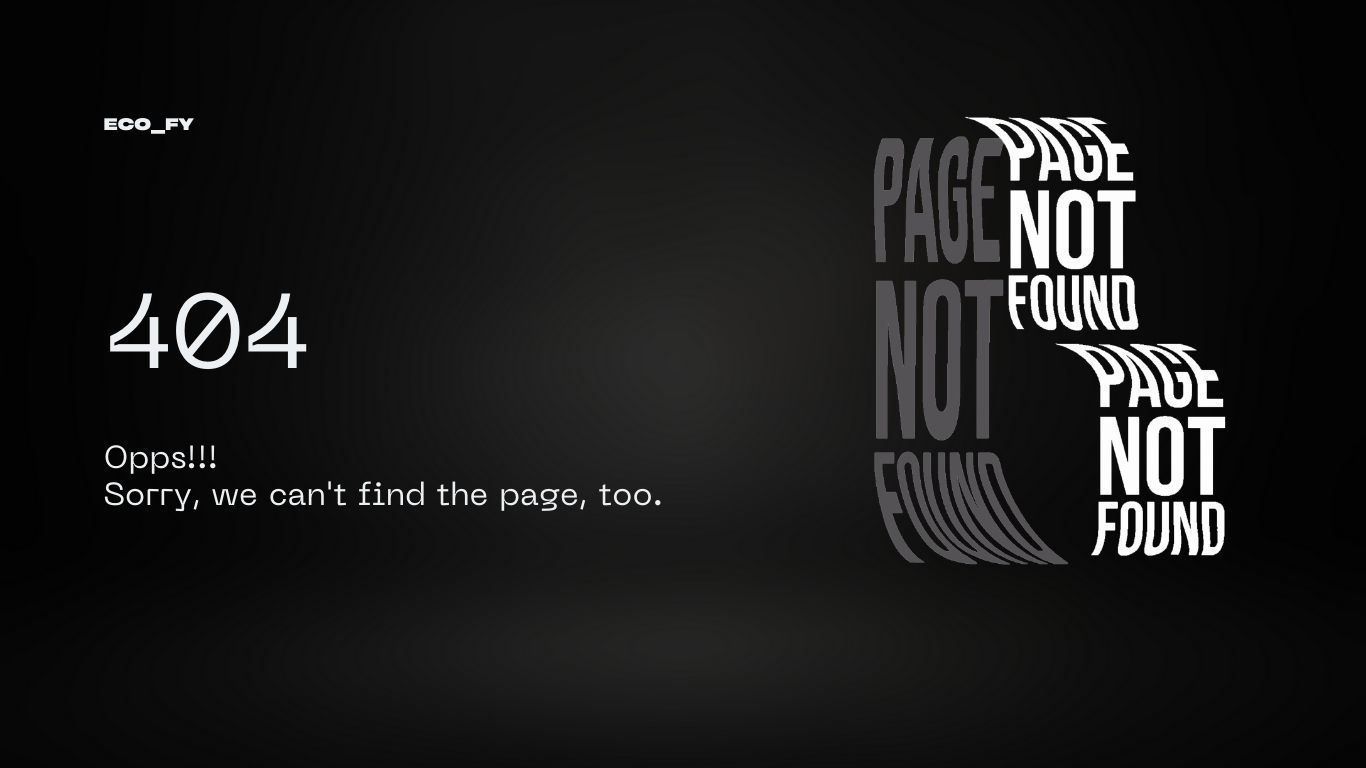 ECO_FY
404
Opps!!!
Sorry, we can't find the page, too.
PAGE
NOT
FOUND
PAGE
NOT
FOUND
PAGE
NOT
FOUND